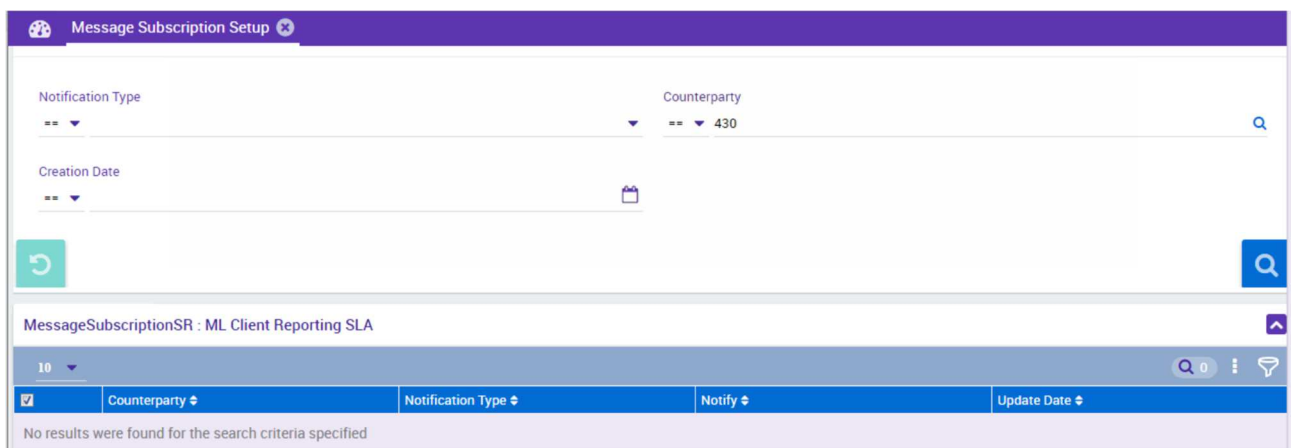 Message Subscription Setup
Notification Type
Counterparty
==
== 430
Creation Date
==
MessageSubscriptionSR : ML Client Reporting SLA
10
0
Counterparty Notification Type Notify Update Date
No results were found for the search criteria specified